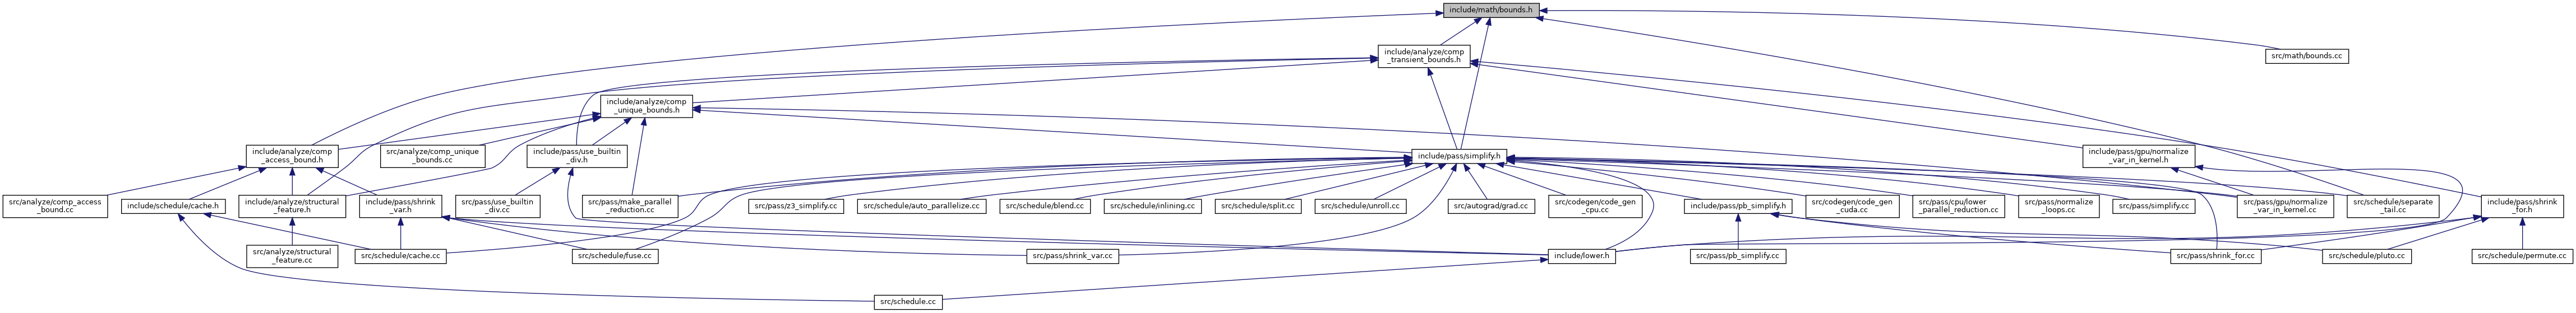 include/math/bounds.h
include/analyze/comp
_transient_bounds.h
src/math/bounds.cc
include/analyze/comp
_unique_bounds.h
include/analyze/comp
_access_bound.h
src/analyze/comp_unique
_bounds.cc
include/pass/use_builtin
_div.h
include/pass/simplify.h
include/pass/gpu/normalize
_var_in_kernel.h
src/analyze/comp_access
_bound.cc
include/schedule/cache.h
include/analyze/structural
_feature.h
include/pass/shrink
_var.h
src/pass/use_builtin
_div.cc
src/pass/make_parallel
_reduction.cc
src/pass/z3_simplify.cc
src/schedule/auto_parallelize.cc
src/schedule/blend.cc
src/schedule/inlining.cc
src/schedule/split.cc
src/schedule/unroll.cc
src/autograd/grad.cc
src/codegen/code_gen
_cpu.cc
include/pass/pb_simplify.h
src/codegen/code_gen
_cuda.cc
src/pass/cpu/lower
_parallel_reduction.cc
src/pass/normalize
_loops.cc
src/pass/simplify.cc
src/pass/gpu/normalize
_var_in_kernel.cc
src/schedule/separate
_tail.cc
include/pass/shrink
_for.h
src/analyze/structural
_feature.cc
src/schedule/cache.cc
src/schedule/fuse.cc
src/pass/shrink_var.cc
include/lower.h
src/pass/pb_simplify.cc
src/pass/shrink_for.cc
src/schedule/pluto.cc
src/schedule/permute.cc
src/schedule.cc